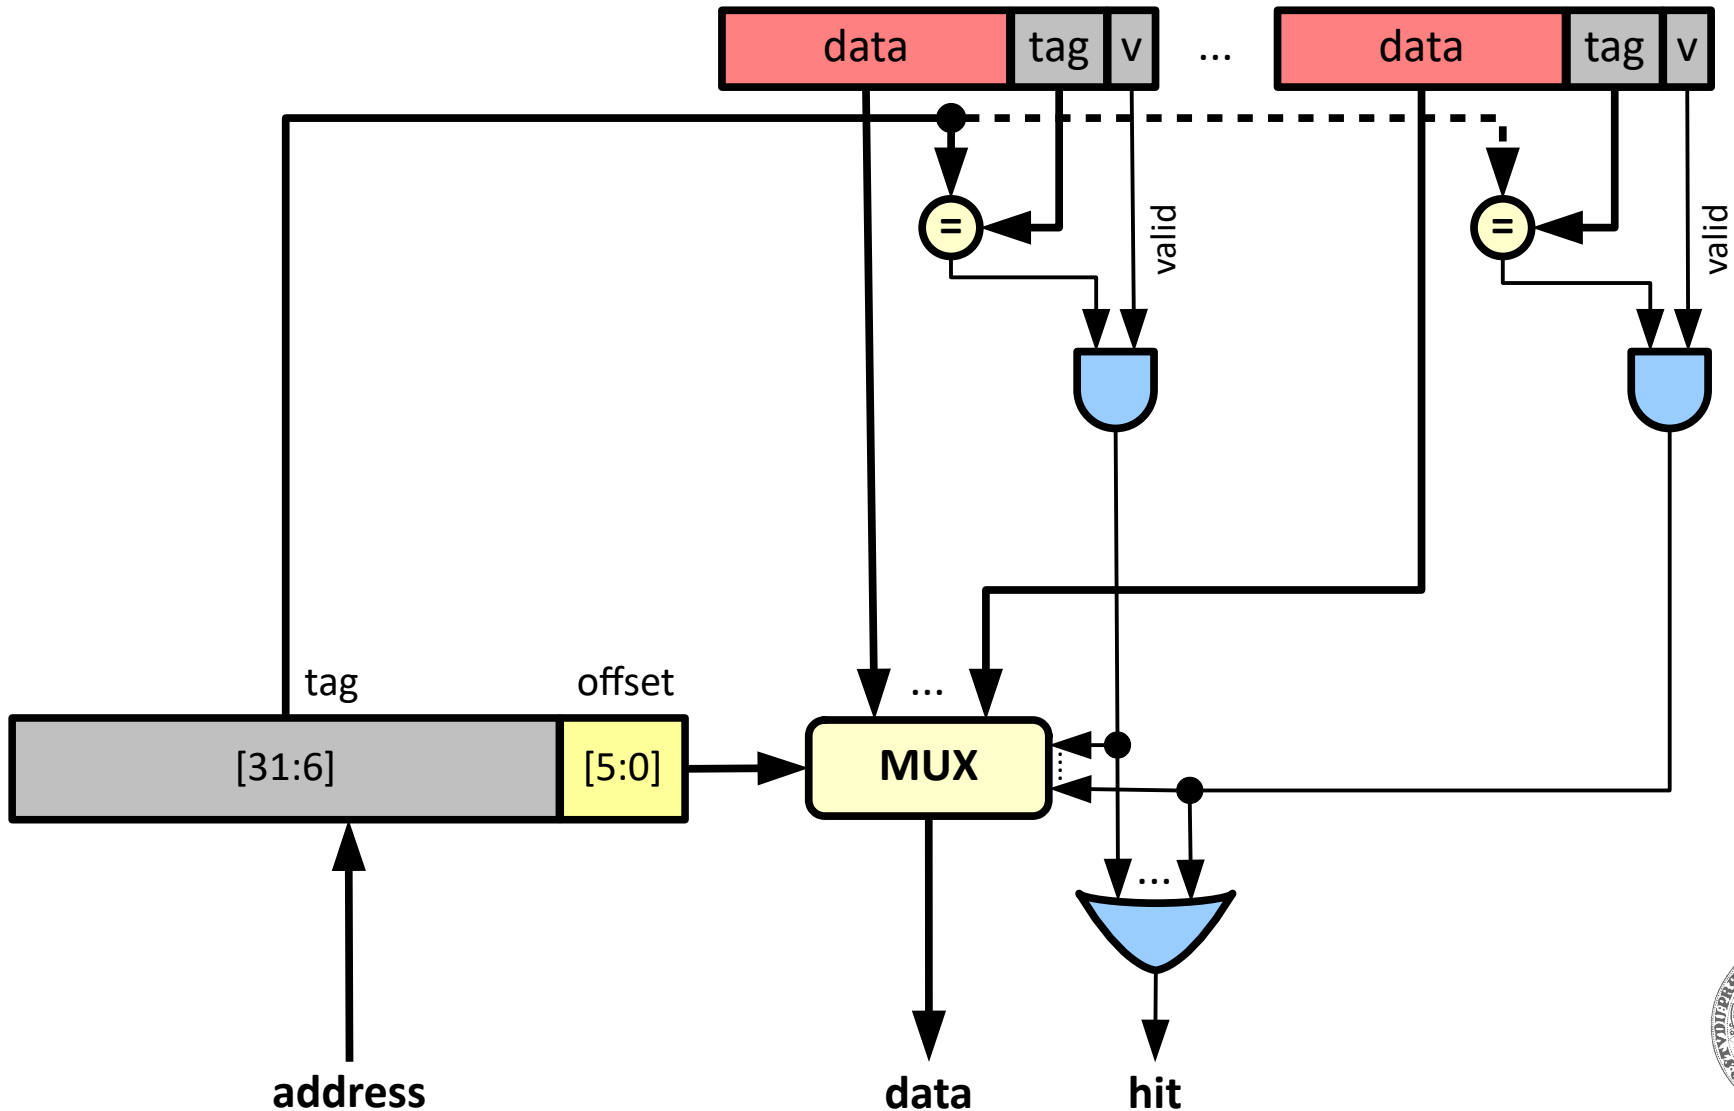 data tag v ... data tag v
= valid = valid
tag offset ...
[31:6] [5:0] MUX
...
address data hit